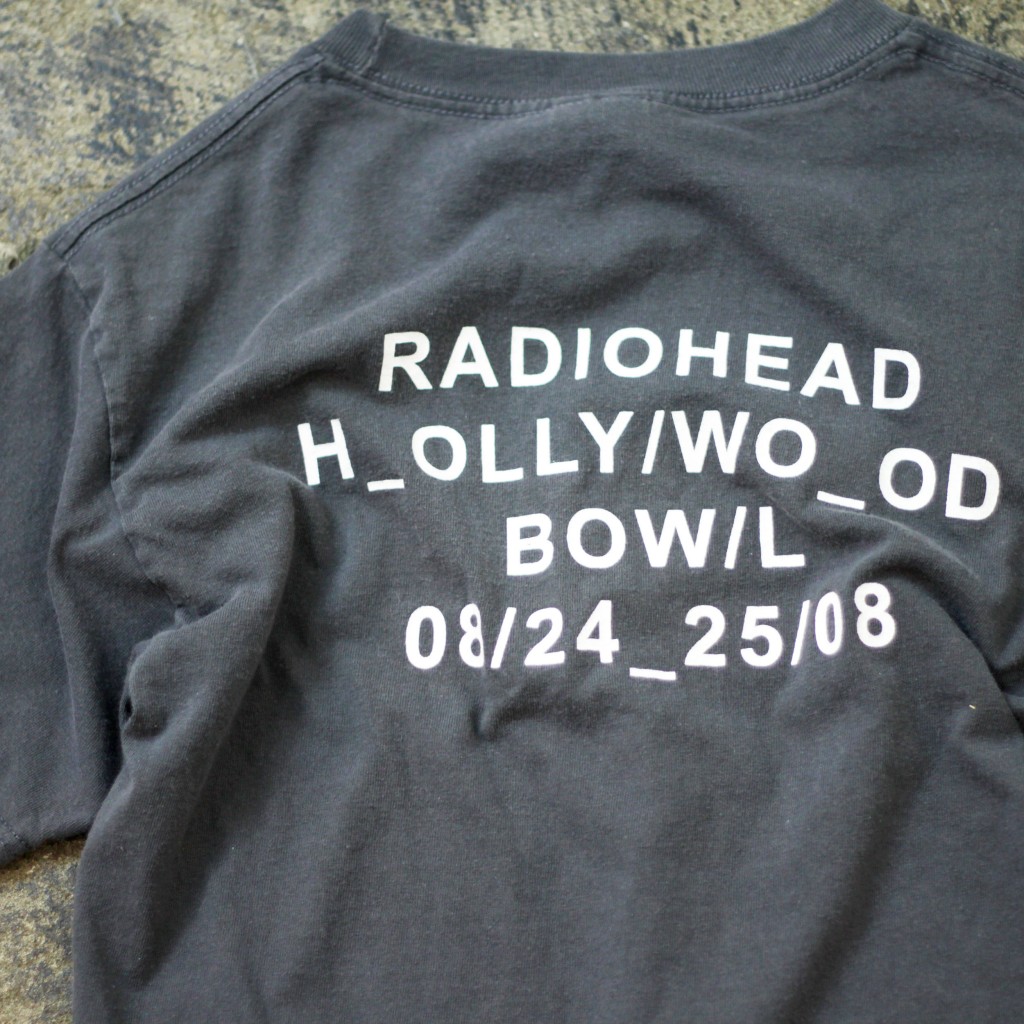 RADIOHEAD
H_OLLY/WO_OD
BOW/L
08/24_25/08